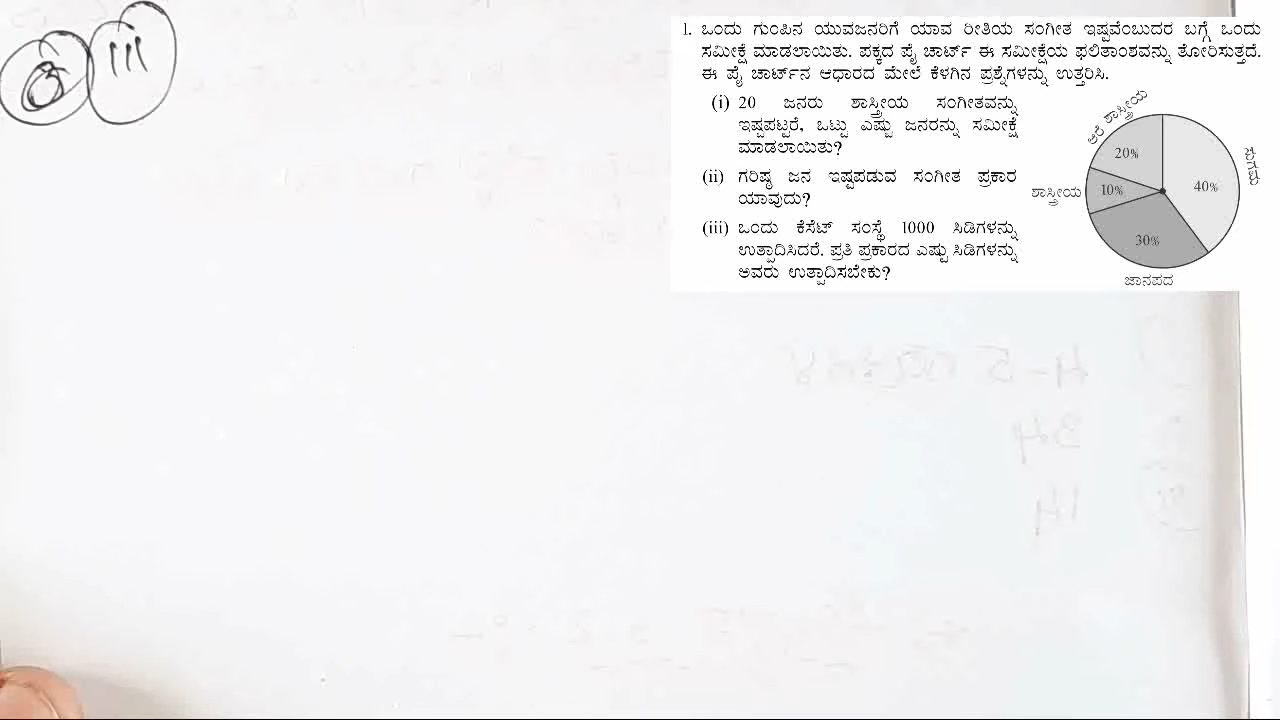 iii
1. ಒಂದು ಗುಂಪಿನ ಯುವಜನರಿಗೆ ಯಾವ ರೀತಿಯ ಸಂಗೀತ ಇಷ್ಟವೆಂಬುದರ ಬಗ್ಗೆ ಒಂದು
ಸಮೀಕ್ಷೆ ಮಾಡಲಾಯಿತು. ಪಕ್ಕದ ಪೈ ಚಾರ್ಟ್ ಈ ಸಮೀಕ್ಷೆಯ ಫಲಿತಾಂಶವನ್ನು ತೋರಿಸುತ್ತದೆ.
ಈ ಪೈ ಚಾರ್ಟ್‌ನ ಆಧಾರದ ಮೇಲೆ ಕೆಳಗಿನ ಪ್ರಶ್ನೆಗಳನ್ನು ಉತ್ತರಿಸಿ.
(i) 20 ಜನರು ಶಾಸ್ತ್ರೀಯ ಸಂಗೀತವನ್ನು
ಇಷ್ಟಪಟ್ಟರೆ, ಒಟ್ಟು ಎಷ್ಟು ಜನರನ್ನು ಸಮೀಕ್ಷೆ
ಮಾಡಲಾಯಿತು?
(ii) ಗರಿಷ್ಠ ಜನ ಇಷ್ಟಪಡುವ ಸಂಗೀತ ಪ್ರಕಾರ
ಯಾವುದು?
(iii) ಒಂದು ಕೆಸೆಟ್ ಸಂಸ್ಥೆ 1000 ಸಿಡಿಗಳನ್ನು
ಉತ್ಪಾದಿಸಿದರೆ. ಪ್ರತಿ ಪ್ರಕಾರದ ಎಷ್ಟು ಸಿಡಿಗಳನ್ನು
ಅವರು ಉತ್ಪಾದಿಸಬೇಕು?
ಅರೆ ಶಾಸ್ತ್ರೀಯ
20%
ಸುಗಮ
40%
ಶಾಸ್ತ್ರೀಯ
10%
30%
ಜಾನಪದ